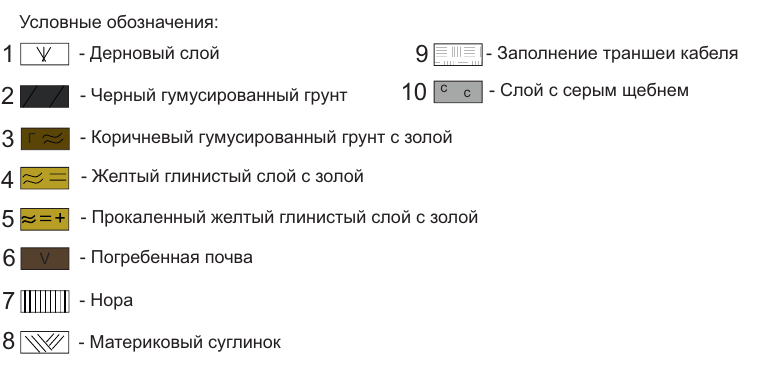 Условные обозначения:
1 - Дерновый слой
2 - Черный гумусированный грунт
3 Г - Коричневый гумусированный грунт с золой
4 - Желтый глинистый слой с золой
5 - Прокаленный желтый глинистый слой с золой
6 V - Погребенная почва
7 - Нора
8 - Материковый суглинок
9 - Заполнение траншеи кабеля
10 с с - Слой с серым щебнем